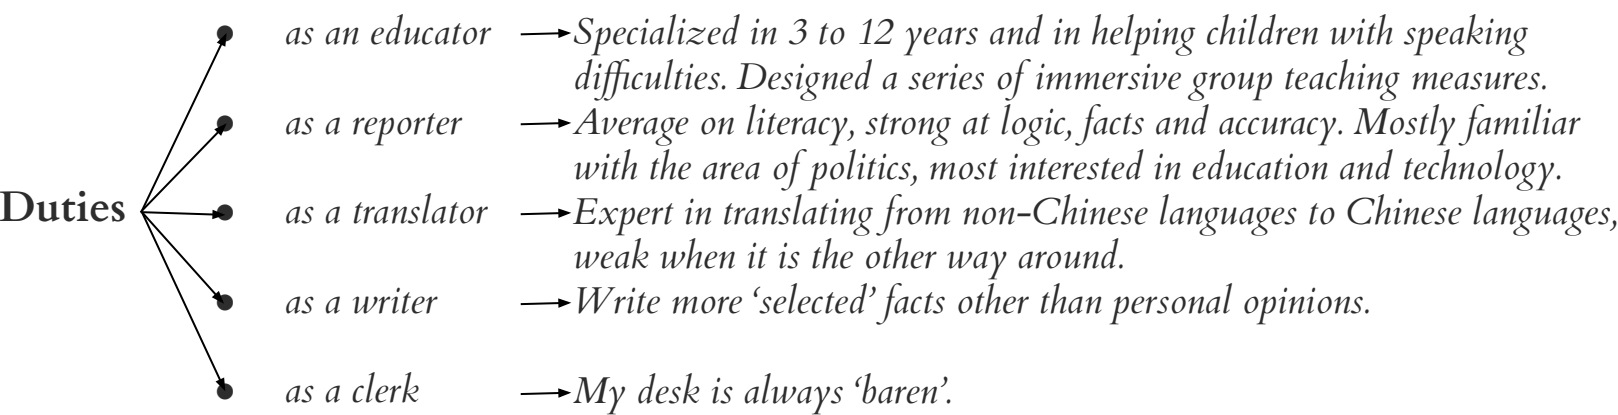 as an educator Specialized in 3 to 12 years and in helping children with speaking
difficulties. Designed a series of immersive group teaching measures.
as a reporter Average on literacy, strong at logic, facts and accuracy. Mostly familiar
with the area of politics, most interested in education and technology.
Duties as a translator Expert in translating from non-Chinese languages to Chinese languages,
weak when it is the other way around.
as a writer Write more ‘selected’ facts other than personal opinions.
as a clerk My desk is always ‘baren’.